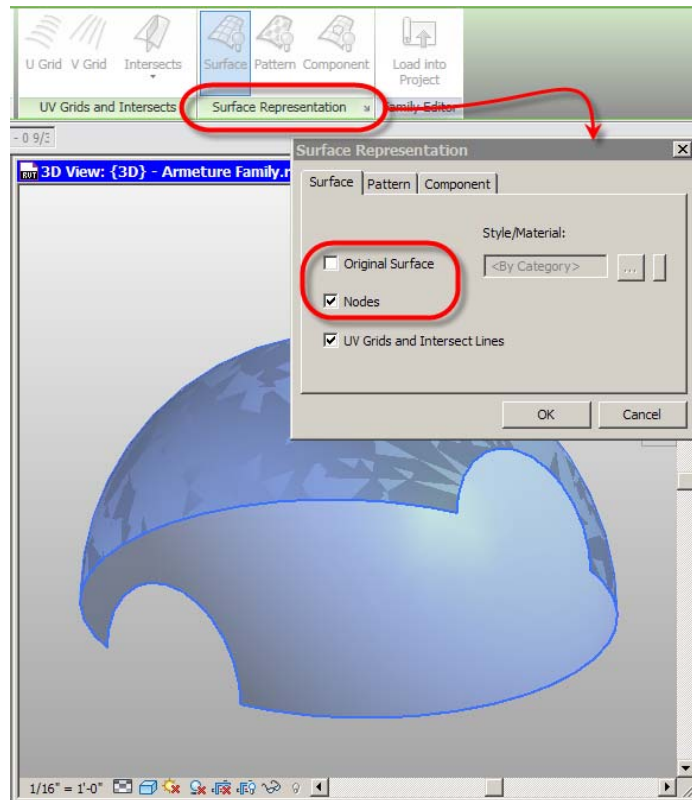 U Grid V Grid Intersects Surface Pattern Component Load into
Project
UV Grids and Intersects Surface Representation Family Editor
- 0 9/
Surface Representation
3D View: {3D} - Armeture Family.r
Surface Pattern Component
Style/Material:
Original Surface <By Category> ...
Nodes
UV Grids and Intersect Lines
OK Cancel
1/16" = 1'-0"